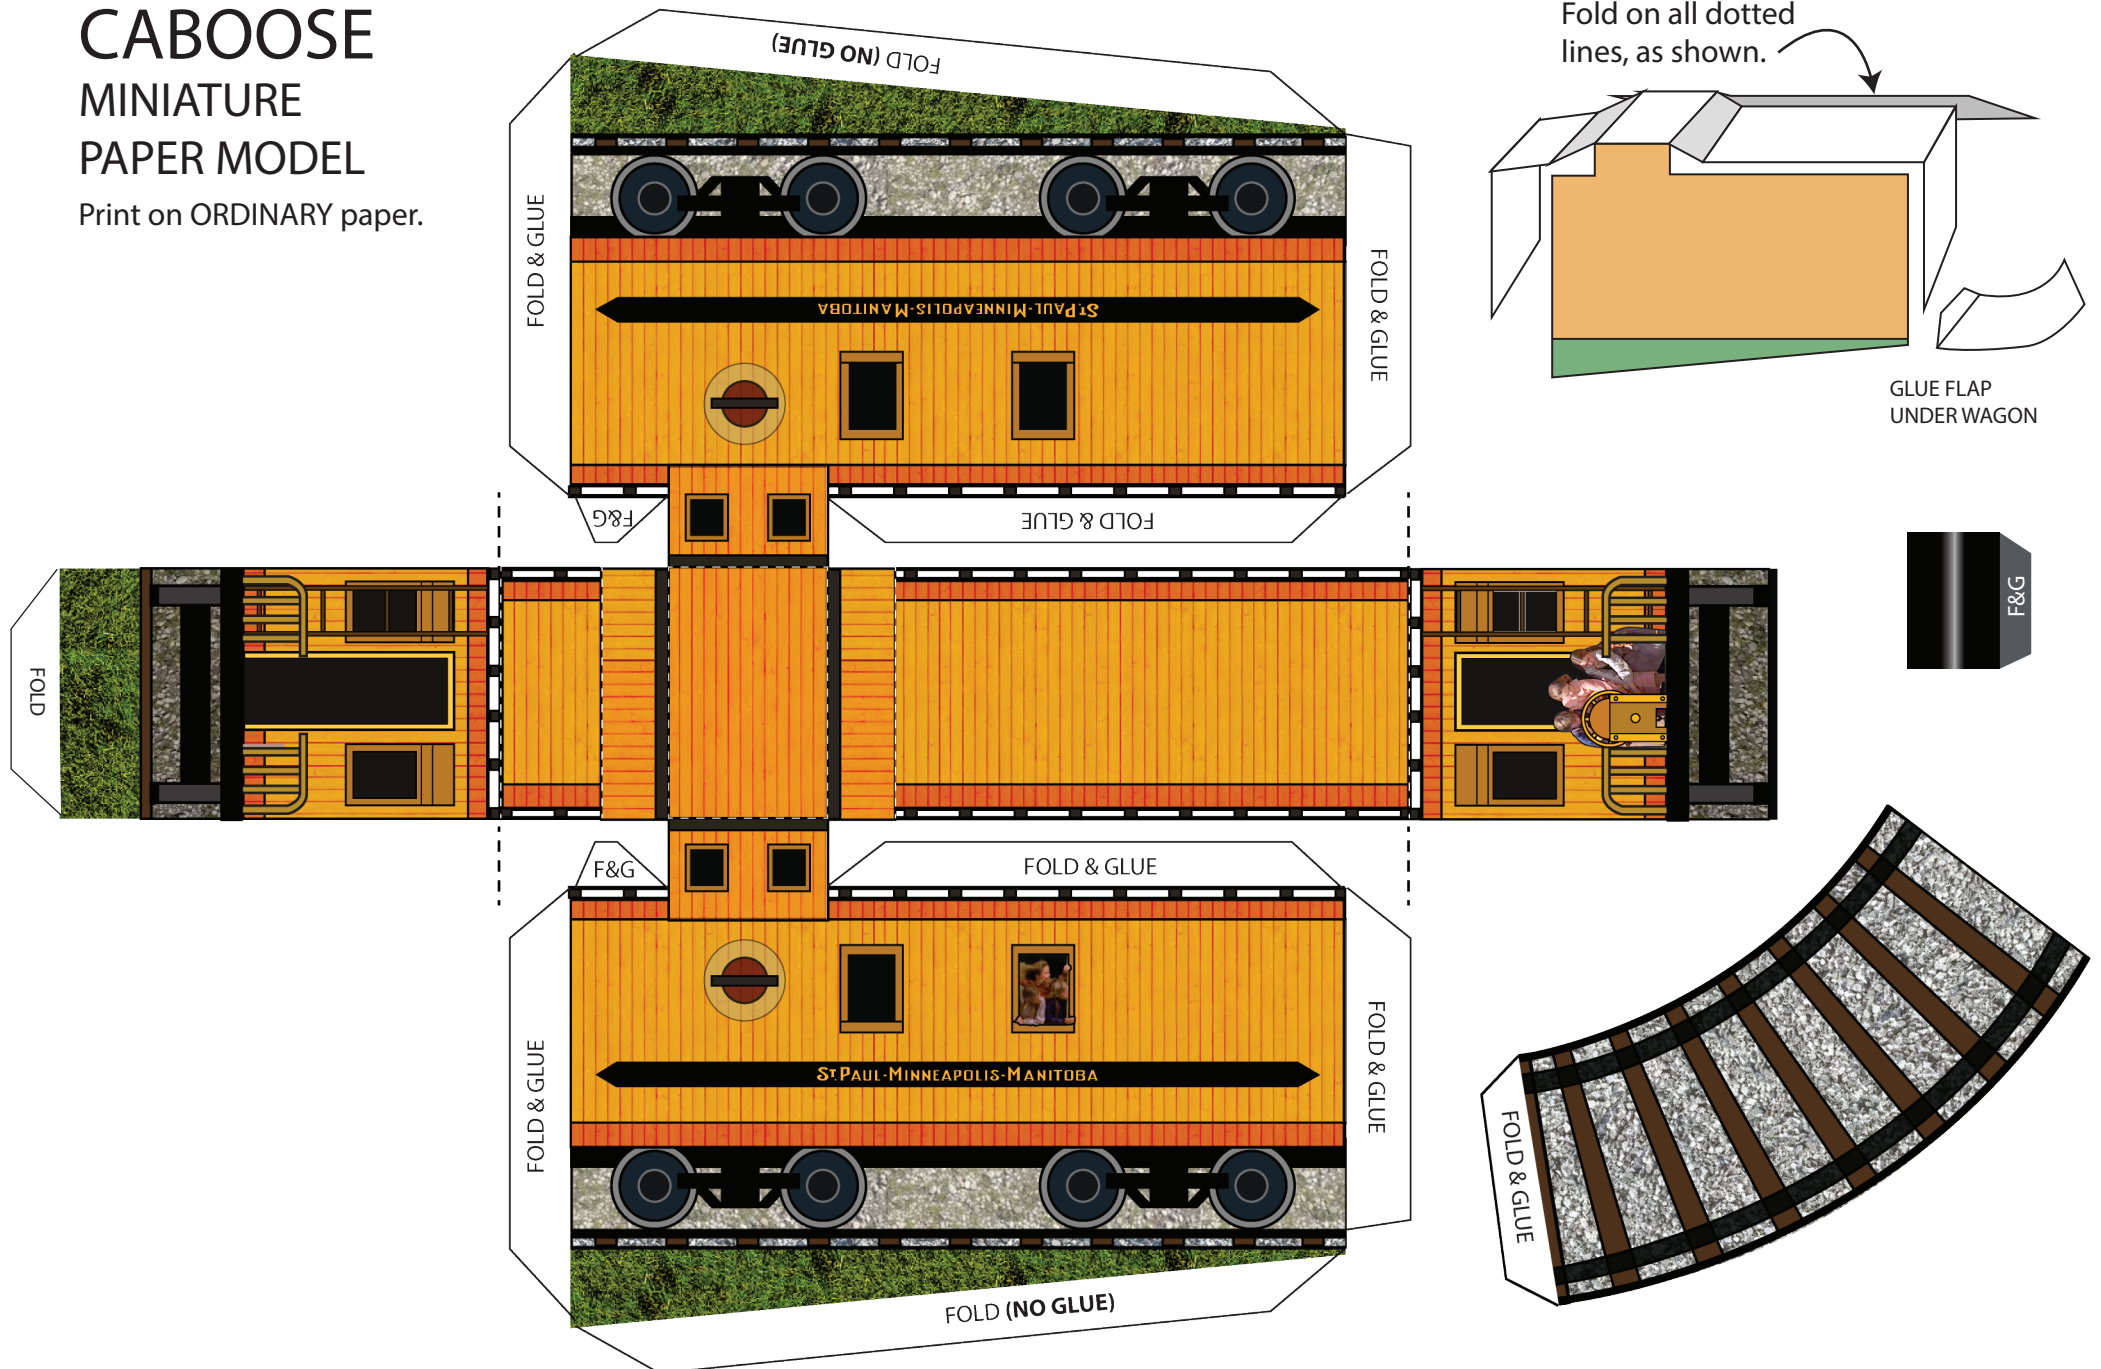 CABOOSE
MINIATURE
PAPER MODEL
Print on ORDINARY paper.
FOLD (NO GLUE)
Fold on all dotted
lines, as shown.
FOLD & GLUE
FOLD & GLUE
ST. PAUL-MINNEAPOLIS-MANITOBA
GLUE FLAP
UNDER WAGON
F&G
FOLD & GLUE
F&G
FOLD
F&G
FOLD & GLUE
FOLD & GLUE
FOLD & GLUE
ST. PAUL-MINNEAPOLIS-MANITOBA
FOLD & GLUE
FOLD (NO GLUE)